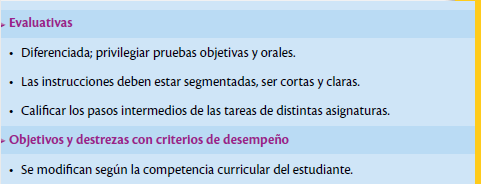 Evaluativas
• Diferenciada; privilegiar pruebas objetivas y orales.
• Las instrucciones deben estar segmentadas, ser cortas y claras.
• Calificar los pasos intermedios de las tareas de distintas asignaturas.
Objetivos y destrezas con criterios de desempeño
• Se modifican según la competencia curricular del estudiante.